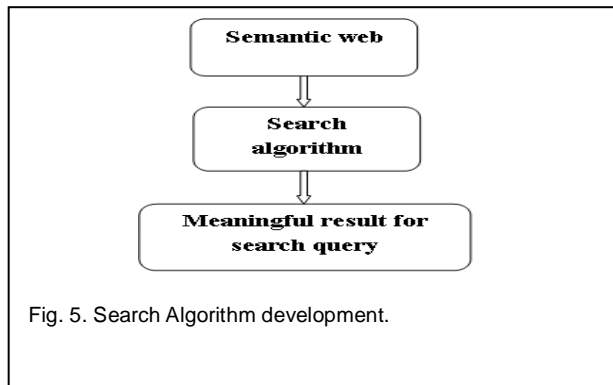 Semantic web
Search
algorithm
Meaningful result for
search query
Fig. 5. Search Algorithm development.